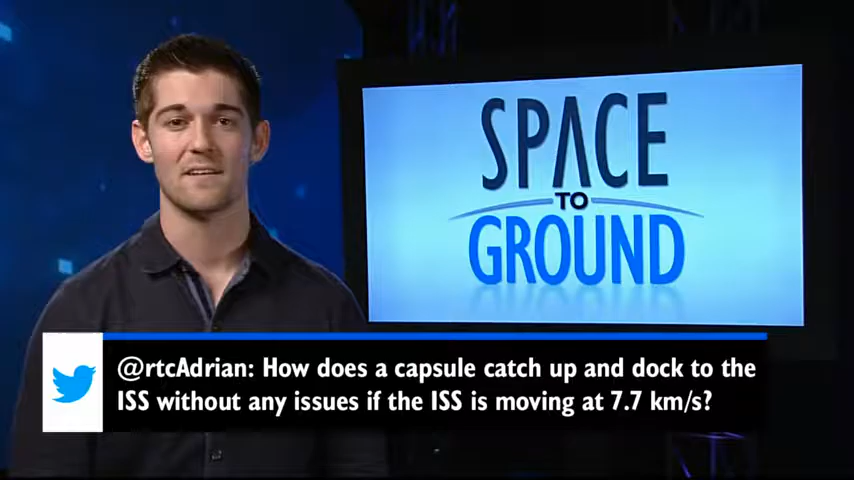 SPACE
TO
GROUND
@rtcAdrian: How does a capsule catch up and dock to the
ISS without any issues if the ISS is moving at 7.7 km/s?